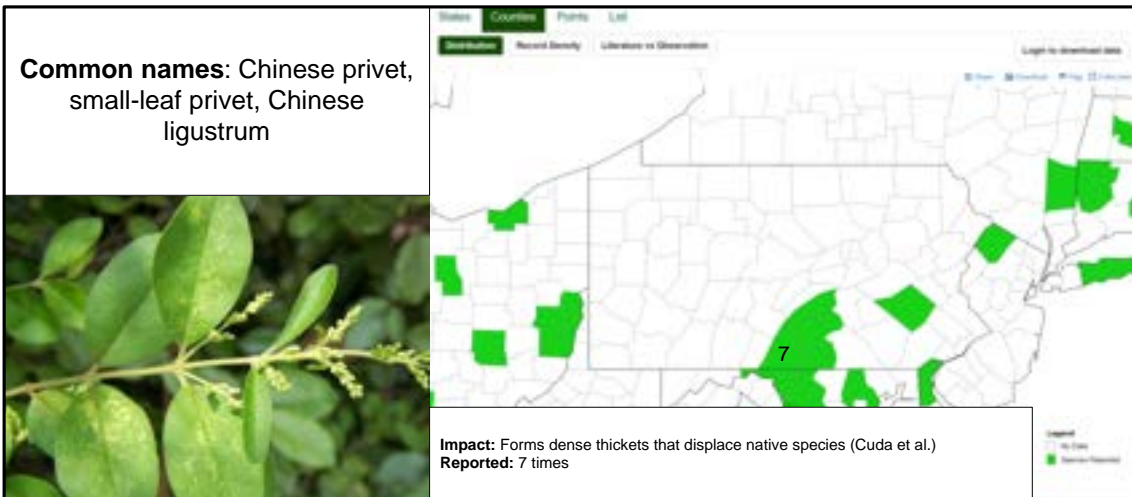 States Counties Points List
Distribution Record Density Literature vs Observation
Login to download data
Common names: Chinese privet,
small-leaf privet, Chinese
ligustrum
7
Impact: Forms dense thickets that displace native species (Cuda et al.)
Reported: 7 times
Legend
No Data
Species Reported